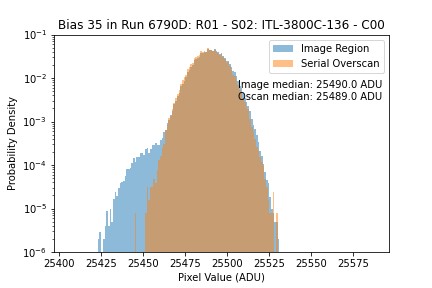 Bias 35 in Run 6790D: R01 - S02: ITL-3800C-136 - C00
Image Region
Serial Overscan
Image median: 25490.0 ADU
Oscan median: 25489.0 ADU
Probability Density
10⁻¹
10⁻²
10⁻³
10⁻⁴
10⁻⁵
10⁻⁶
25400 25425 25450 25475 25500 25525 25550 25575
Pixel Value (ADU)